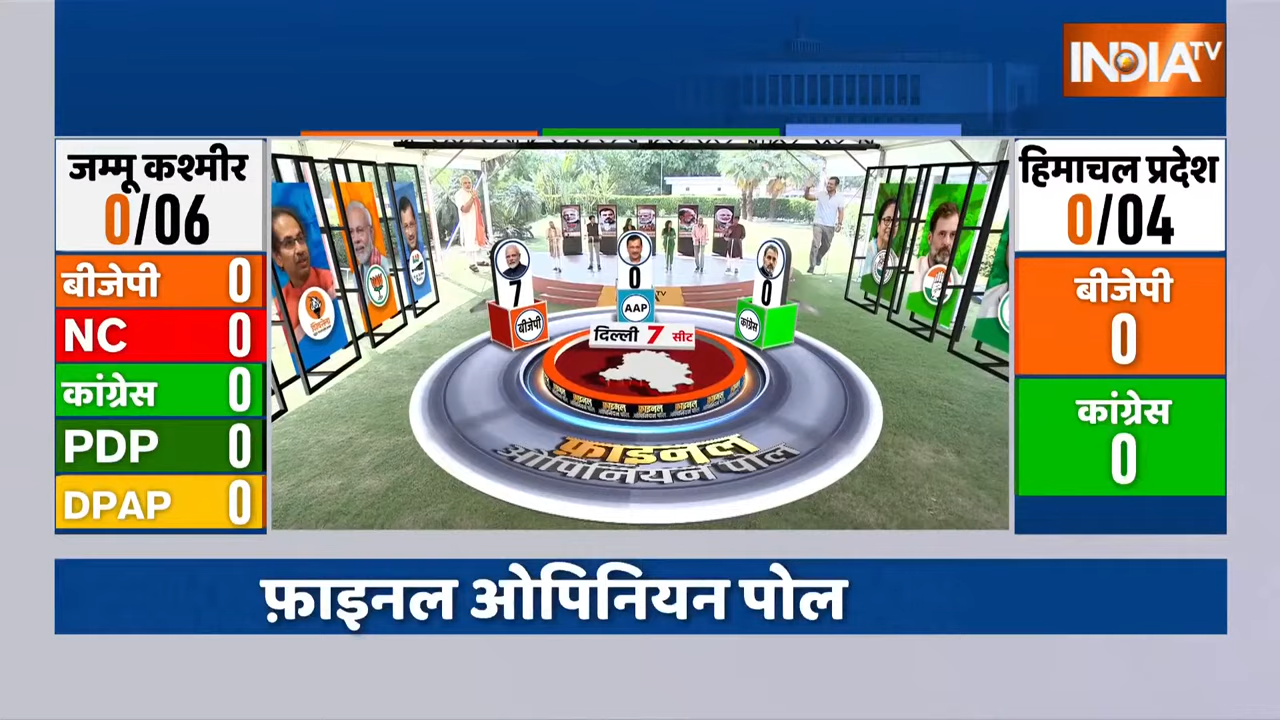 INDIA TV
जम्मू कश्मीर
0/06
बीजेपी 0
NC 0
कांग्रेस 0
PDP 0
DPAP 0
7
बीजेपी
0
AAP
0
कांग्रेस
दिल्ली 7 सीट
फ़ाइनल
ओपिनियन पोल
हिमाचल प्रदेश
0/04
बीजेपी
0
कांग्रेस
0
फ़ाइनल ओपिनियन पोल